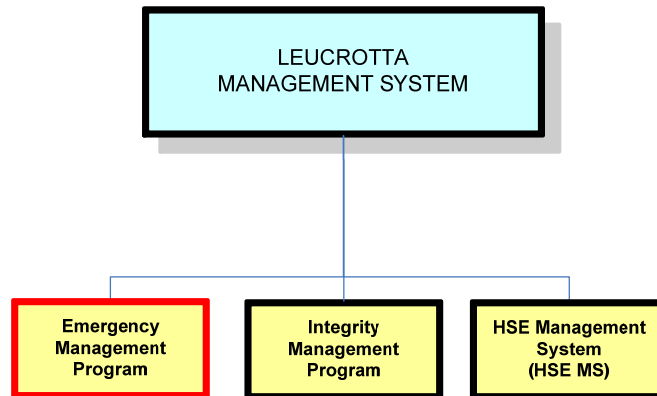 LEUCROTTA
MANAGEMENT SYSTEM
Emergency
Management
Program
Integrity
Management
Program
HSE Management
System
(HSE MS)